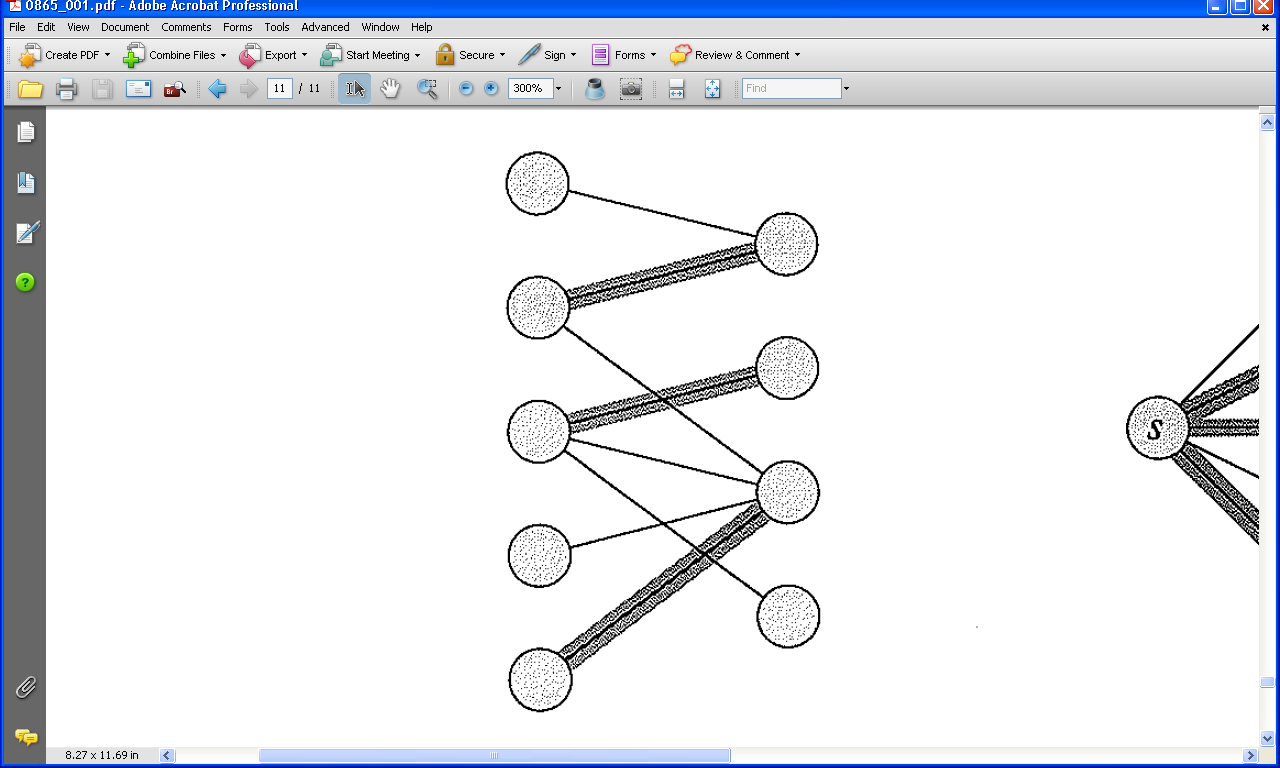 0865_001.pdf - Adobe Acrobat Professional
File Edit View Document Comments Forms Tools Advanced Window Help
Create PDF Combine Files Export Start Meeting Secure Sign Forms Review & Comment
Br 11 / 11 300% Find
?
S
8.27 x 11.69 in